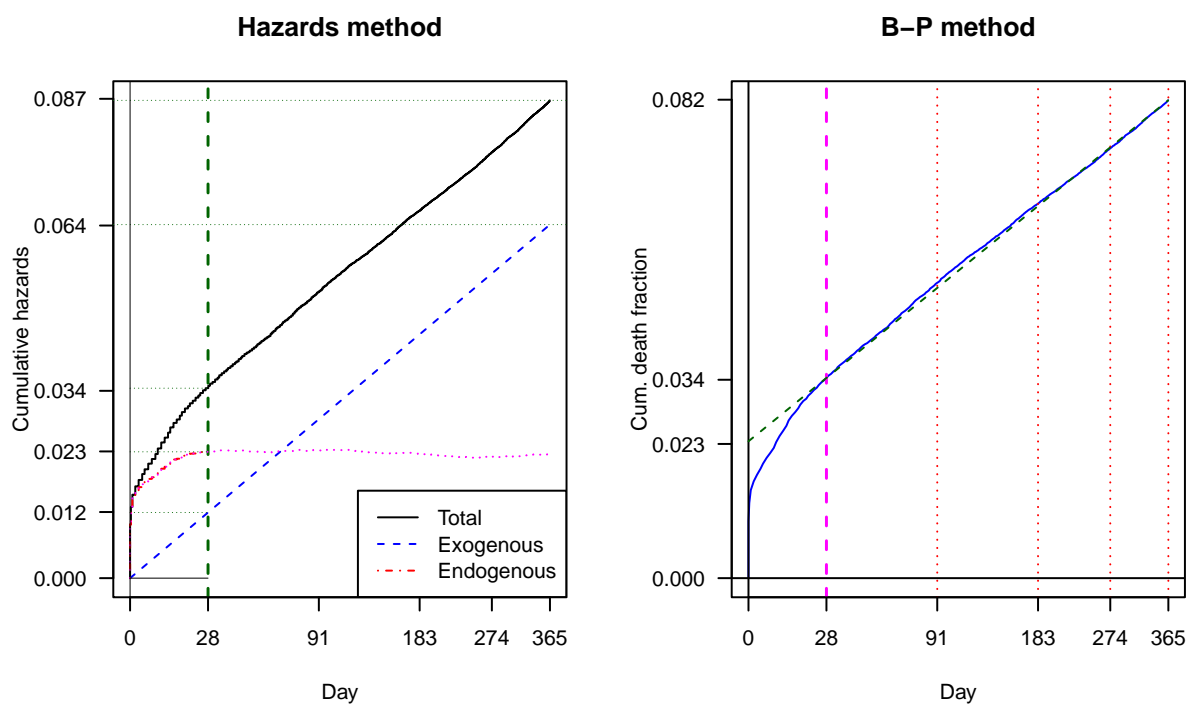 Hazards method
Cumulative hazards
0.087
0.064
0.034
0.023
0.012
0.000
Total
Exogenous
Endogenous
0 28 91 183 274 365
Day
B−P method
Cum. death fraction
0.082
0.034
0.023
0.000
0 28 91 183 274 365
Day